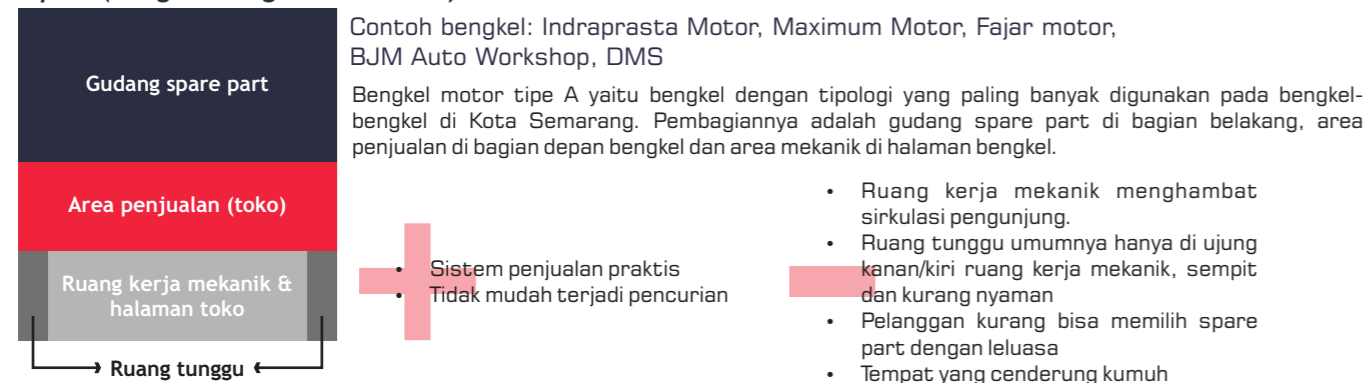 Gudang spare part
Area penjualan (toko)
Ruang kerja mekanik &
halaman toko
Ruang tunggu
Contoh bengkel: Indraprasta Motor, Maximum Motor, Fajar motor,
BJM Auto Workshop, DMS
Bengkel motor tipe A yaitu bengkel dengan tipologi yang paling banyak digunakan pada bengkel-
bengkel di Kota Semarang. Pembagiannya adalah gudang spare part di bagian belakang, area
penjualan di bagian depan bengkel dan area mekanik di halaman bengkel.
• Sistem penjualan praktis
• Tidak mudah terjadi pencurian
• Ruang kerja mekanik menghambat
sirkulasi pengunjung.
• Ruang tunggu umumnya hanya di ujung
kanan/kiri ruang kerja mekanik, sempit
dan kurang nyaman
• Pelanggan kurang bisa memilih spare
part dengan leluasa
• Tempat yang cenderung kumuh